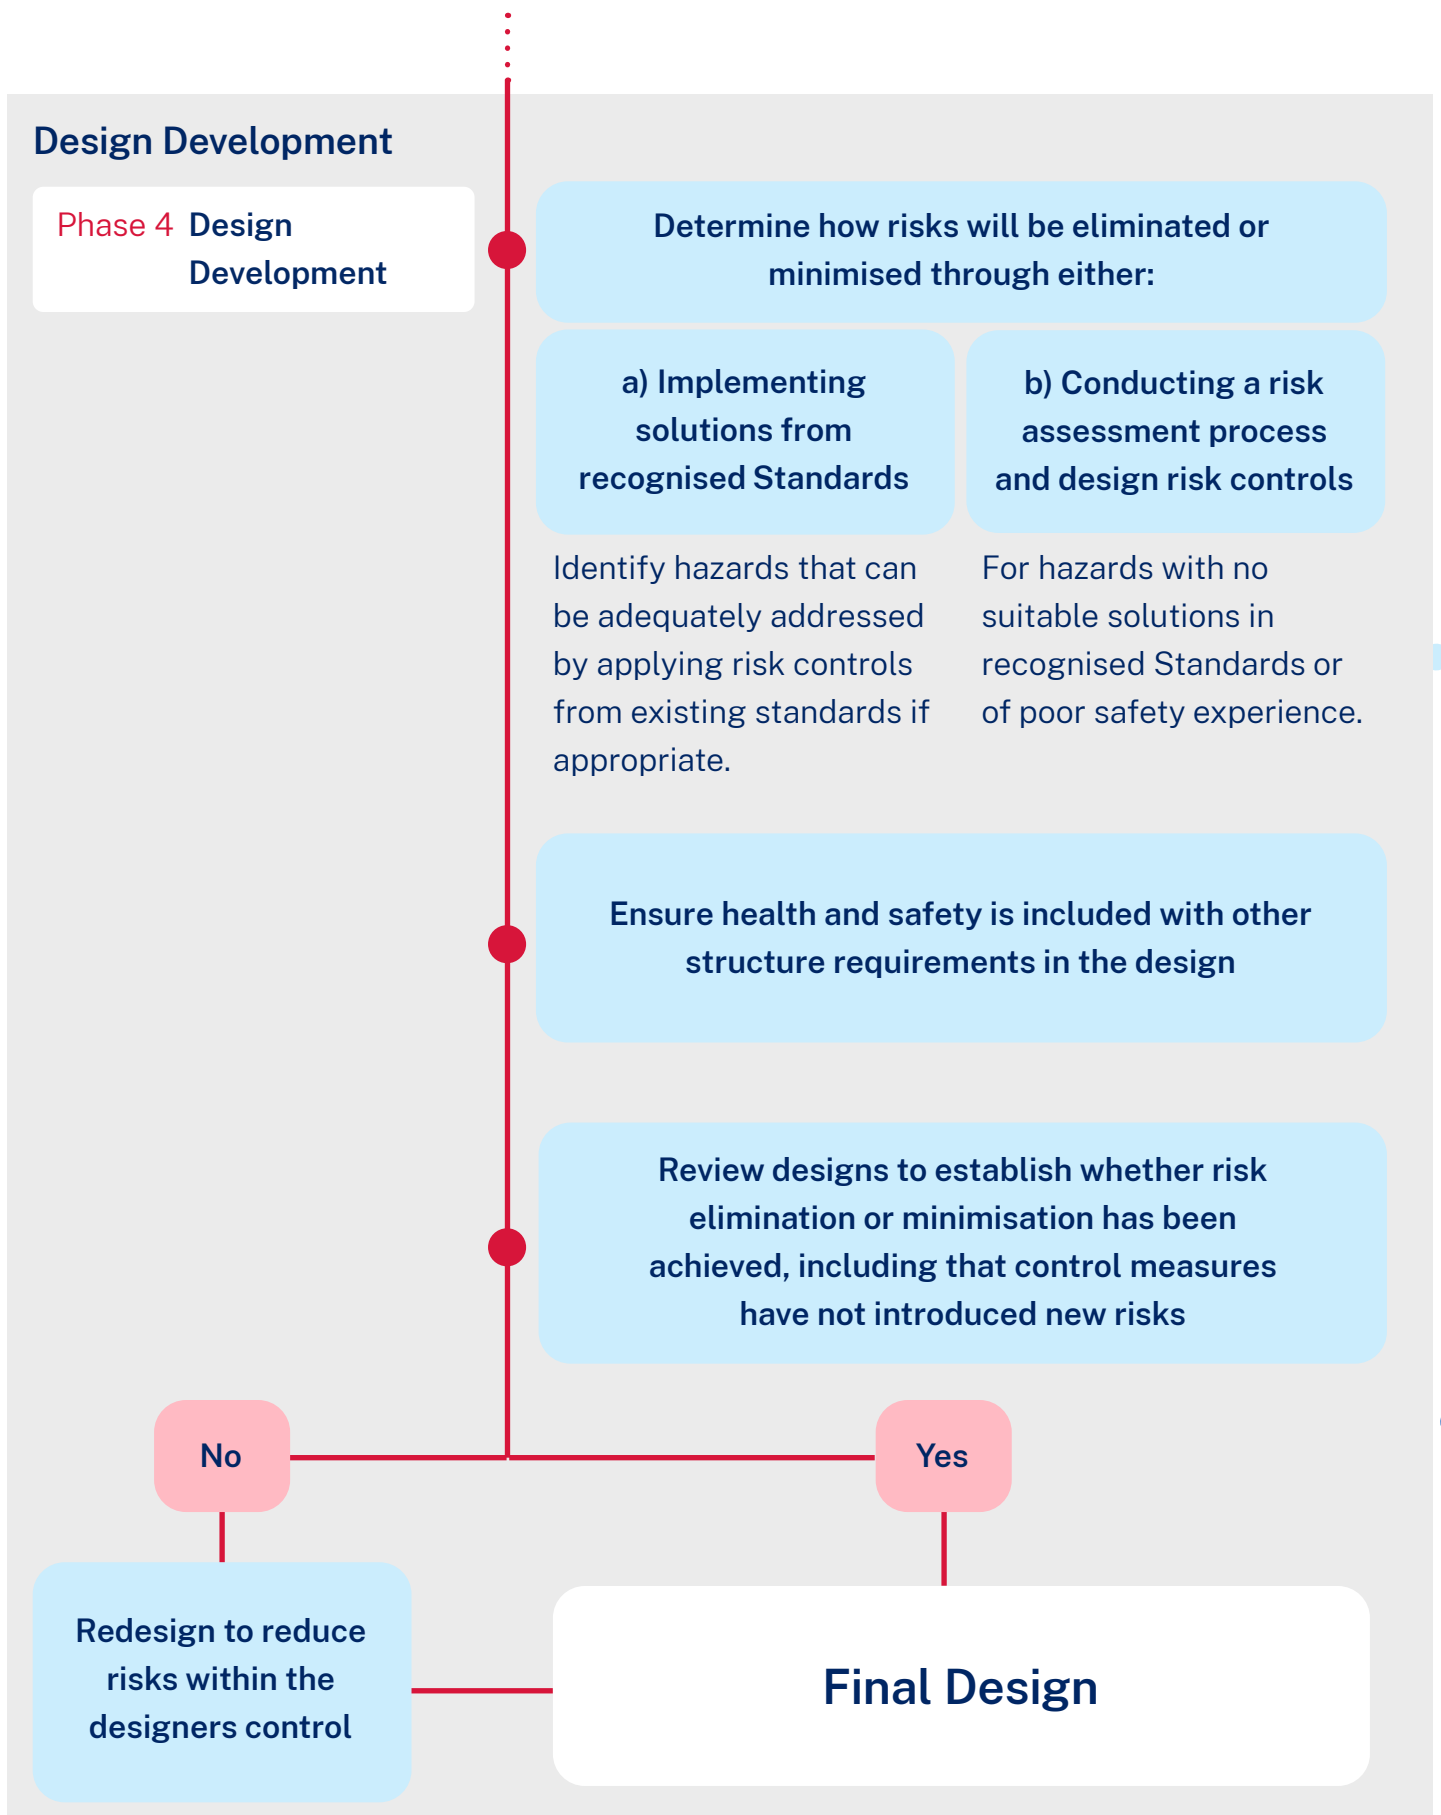 Design Development
Phase 4 Design
Development
Determine how risks will be eliminated or
minimised through either:
a) Implementing
solutions from
recognised Standards
b) Conducting a risk
assessment process
and design risk controls
Identify hazards that can
be adequately addressed
by applying risk controls
from existing standards if
appropriate.
For hazards with no
suitable solutions in
recognised Standards or
of poor safety experience.
Ensure health and safety is included with other
structure requirements in the design
Review designs to establish whether risk
elimination or minimisation has been
achieved, including that control measures
have not introduced new risks
No
Yes
Redesign to reduce
risks within the
designers control
Final Design